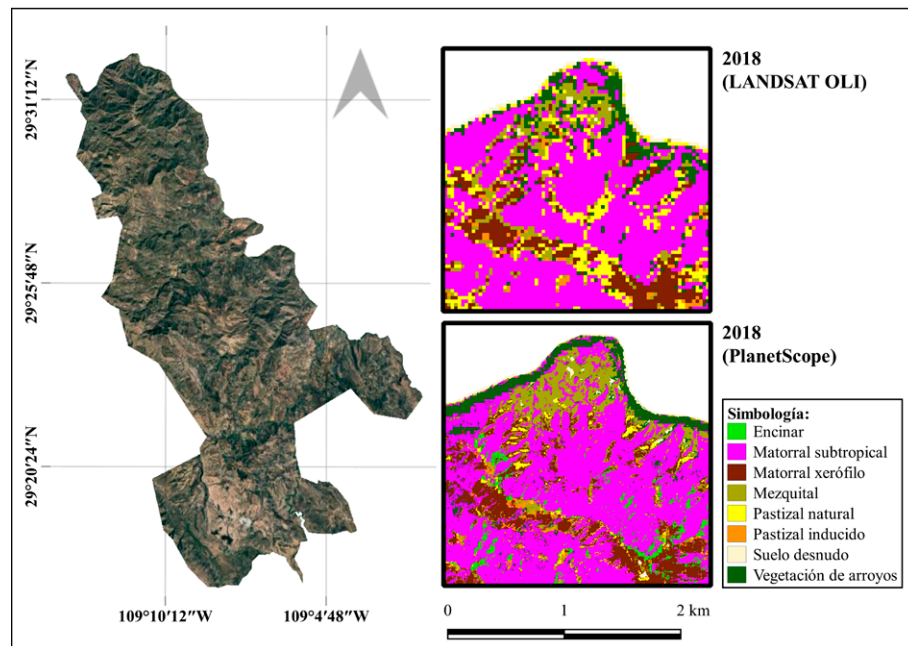 29°31′12″N
29°25′48″N
29°20′24″N
109°10′12″W
109°4′48″W
2018
(LANDSAT OLI)
2018
(PlanetScope)
Simbología:
Encinar
Matorral subtropical
Matorral xerófilo
Mezquital
Pastizal natural
Pastizal inducido
Suelo desnudo
Vegetación de arroyos
0 1 2 km